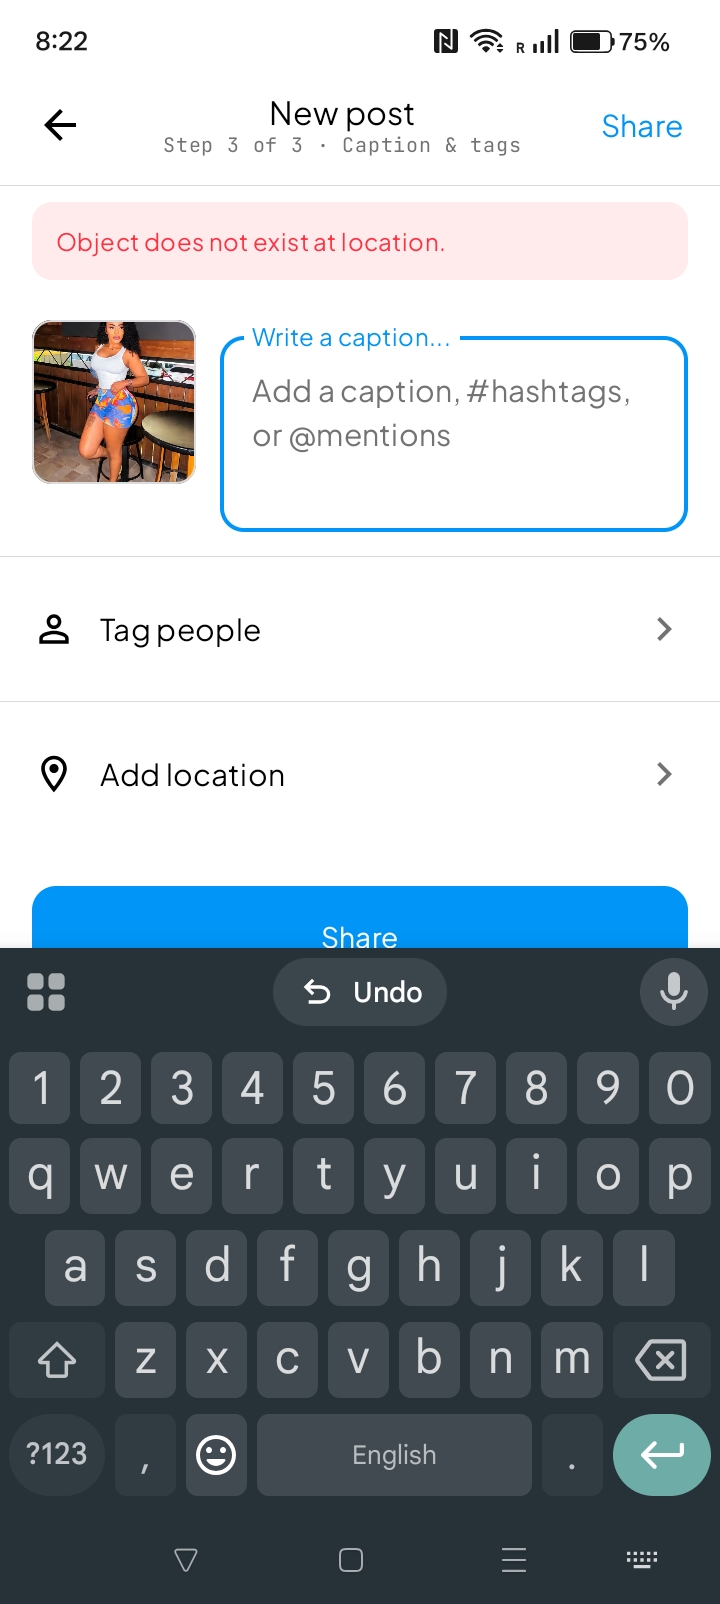 8:22
R
75%
New post
Step 3 of 3 · Caption & tags
Share
Object does not exist at location.
Write a caption...
Add a caption, #hashtags,
or @mentions
Tag people
Add location
Share
Undo
1 2 3 4 5 6 7 8 9 0
q w e r t y u i o p
a s d f g h j k l
z x c v b n m
?123 , English .